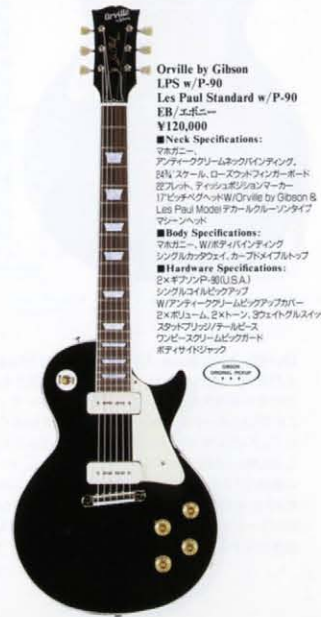 Orville
Orville by Gibson
LPS w/P-90
Les Paul Standard w/P-90
EB/エボニー
¥120,000
■Neck Specifications:
マホガニー、
アンティーククリームネックバインディング、
24¾"スケール、ローズウッドフィンガーボード
22フレット、ディッシュポジションマーカー
17°ピッチペグヘッドW/Orville by Gibson &
Les Paul Model デカールクルーソンタイプ
マシーンヘッド
■Body Specifications:
マホガニー、W/ボディバインディング
シングルカッタウェイ、カーブドメイプルトップ
■Hardware Specifications:
2×ギブソンP-90(U.S.A.)
シングルコイルピックアップ
W/アンティーククリームピックアップカバー
2×ボリューム、2×トーン、3ウェイトグルスイッチ
スタッドブリッジ/テールピース
ワンピースクリームピックガード
ボディサイドジャック
GIBSON
ORIGINAL PICKUP